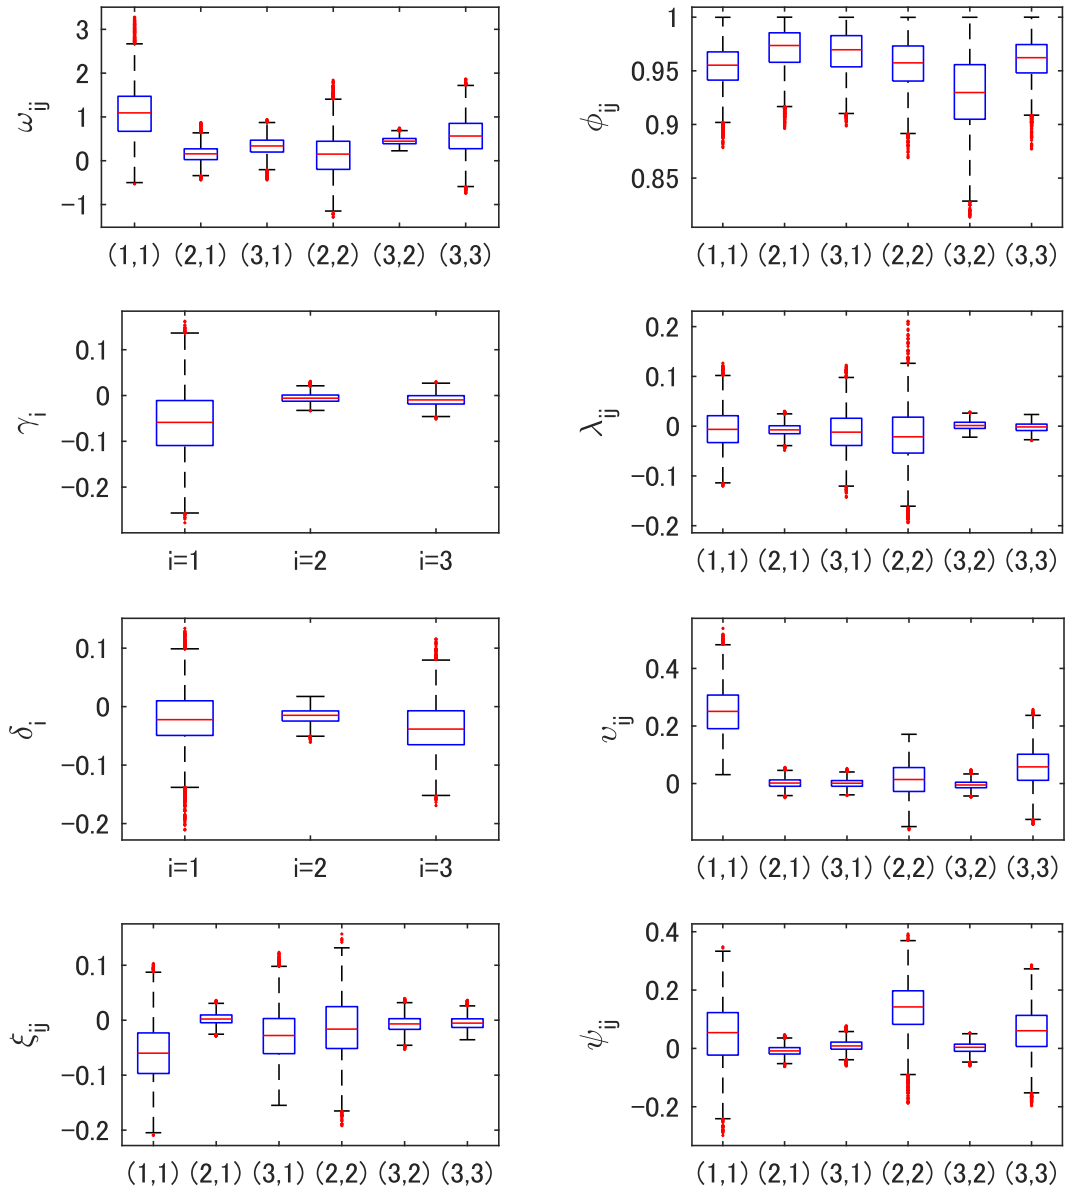 3
2
1
0
−1
ω_ij
(1,1) (2,1) (3,1) (2,2) (3,2) (3,3)
1
0.95
0.9
0.85
ϕ_ij
(1,1) (2,1) (3,1) (2,2) (3,2) (3,3)
0.1
0
−0.1
−0.2
γ_i
i=1 i=2 i=3
0.2
0.1
0
−0.1
−0.2
λ_ij
(1,1) (2,1) (3,1) (2,2) (3,2) (3,3)
0.1
0
−0.1
−0.2
δ_i
i=1 i=2 i=3
0.4
0.2
0
υ_ij
(1,1) (2,1) (3,1) (2,2) (3,2) (3,3)
0.1
0
−0.1
−0.2
ξ_ij
(1,1) (2,1) (3,1) (2,2) (3,2) (3,3)
0.4
0.2
0
−0.2
ψ_ij
(1,1) (2,1) (3,1) (2,2) (3,2) (3,3)